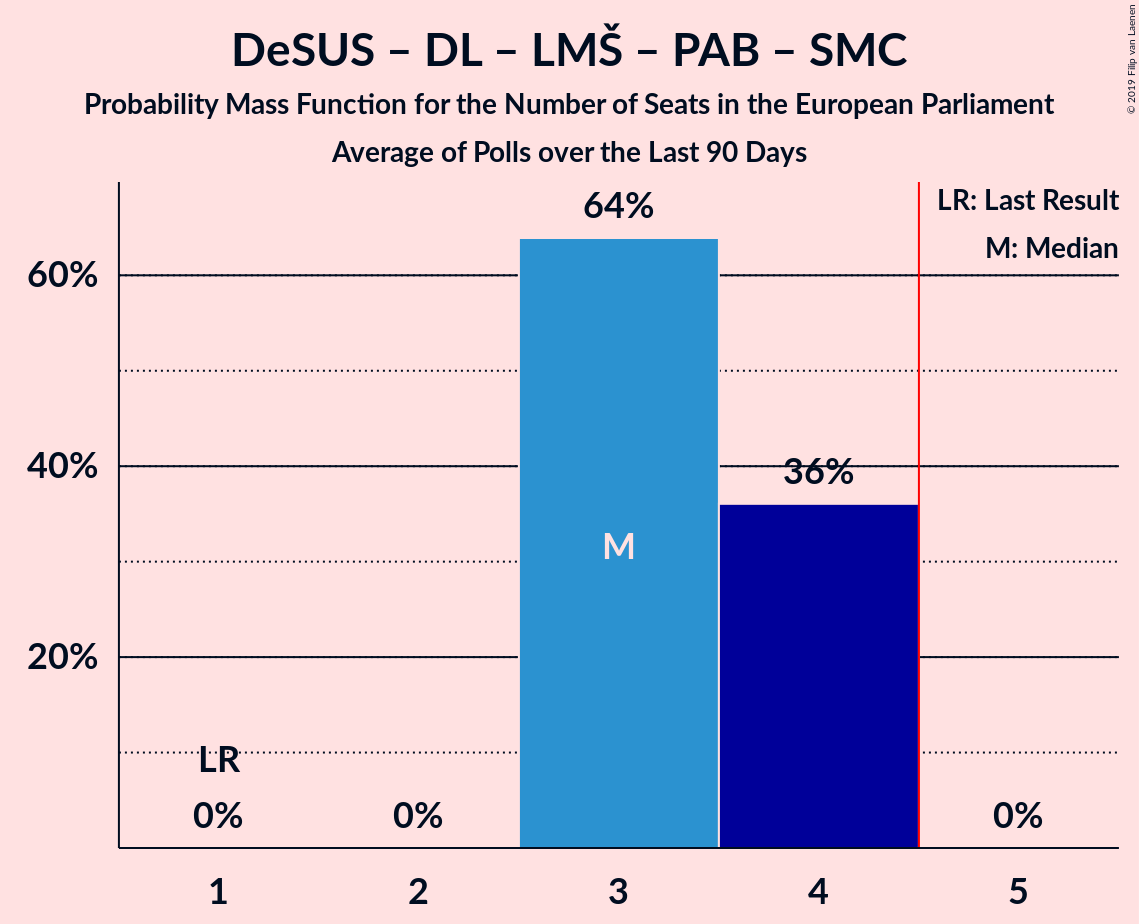 DeSUS – DL – LMŠ – PAB – SMC
Probability Mass Function for the Number of Seats in the European Parliament
Average of Polls over the Last 90 Days
© 2019 Filip van Laenen
LR: Last Result
M: Median
64%
60%
40%
36%
M
20%
LR
0%
0%
0%
1
2
3
4
5